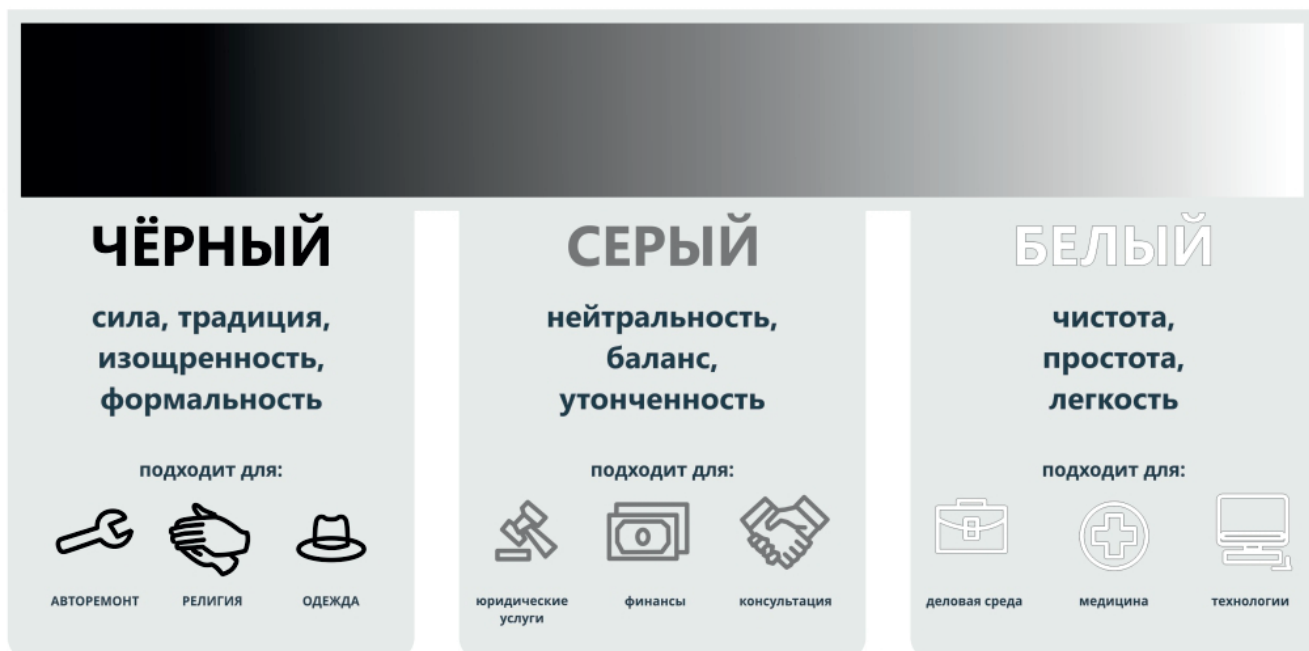 ЧЁРНЫЙ
сила, традиция,
изощренность,
формальность
подходит для:
АВТОРЕМОНТ
РЕЛИГИЯ
ОДЕЖДА
СЕРЫЙ
нейтральность,
баланс,
утонченность
подходит для:
юридические
услуги
финансы
консультация
БЕЛЫЙ
чистота,
простота,
легкость
подходит для:
деловая среда
медицина
технологии